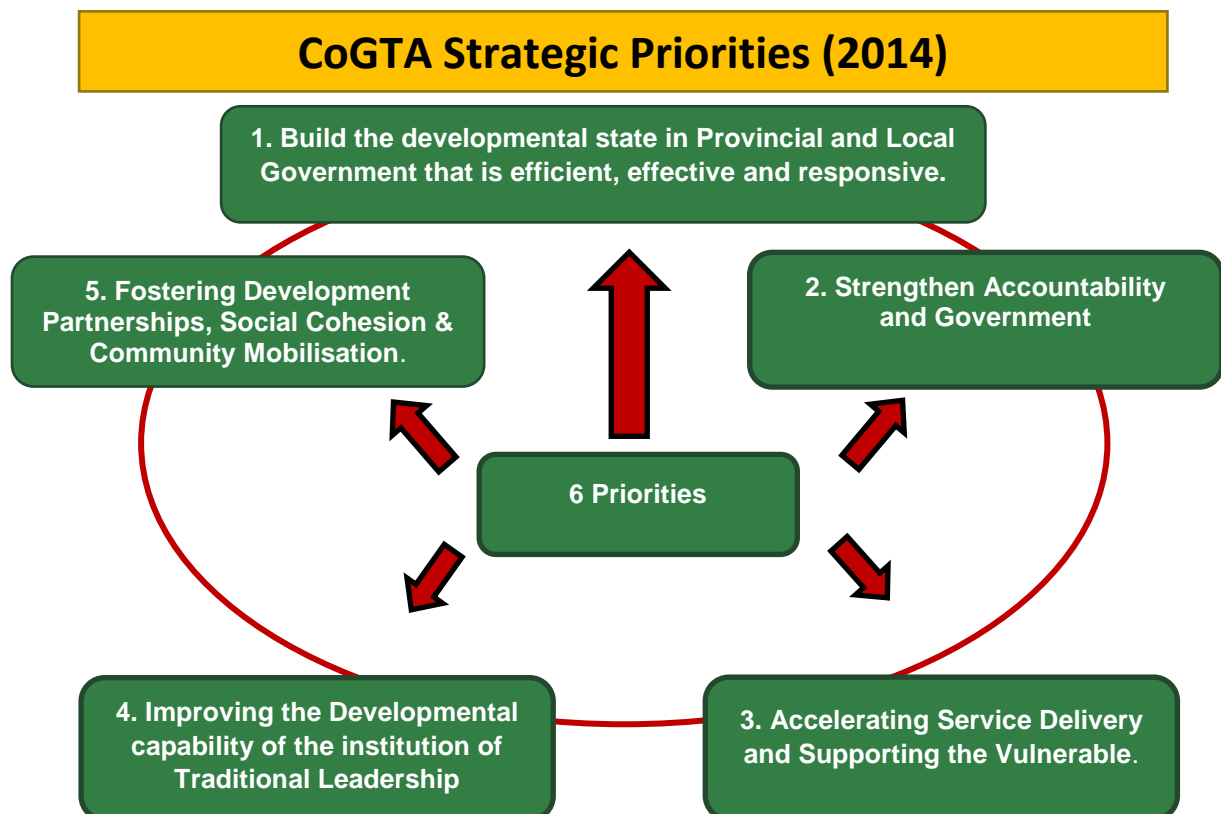 CoGTA Strategic Priorities (2014)
1. Build the developmental state in Provincial and Local
Government that is efficient, effective and responsive.
2. Strengthen Accountability
and Government
3. Accelerating Service Delivery
and Supporting the Vulnerable.
4. Improving the Developmental
capability of the institution of
Traditional Leadership
5. Fostering Development
Partnerships, Social Cohesion &
Community Mobilisation.
6 Priorities